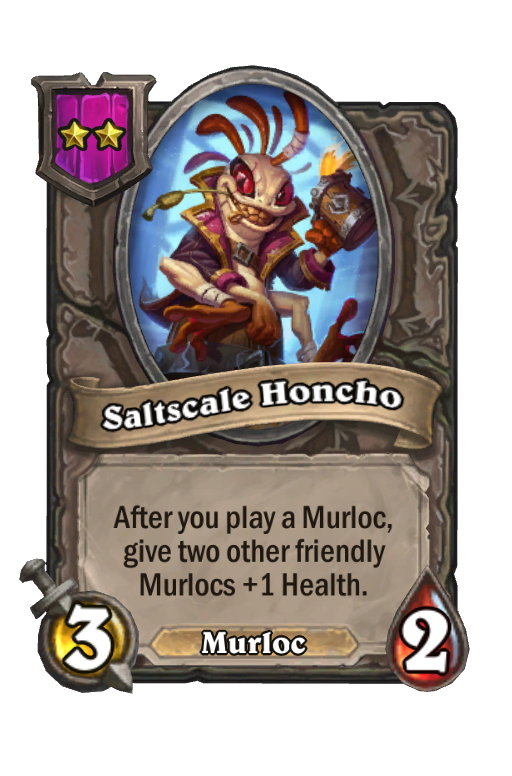 Saltscale Honcho
After you play a Murloc,
give two other friendly
Murlocs +1 Health.
3
Murloc
2